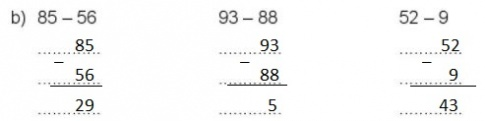 b) 85 – 56 93 – 88 52 – 9
85 93 52
– – –
56 88 9
29 5 43